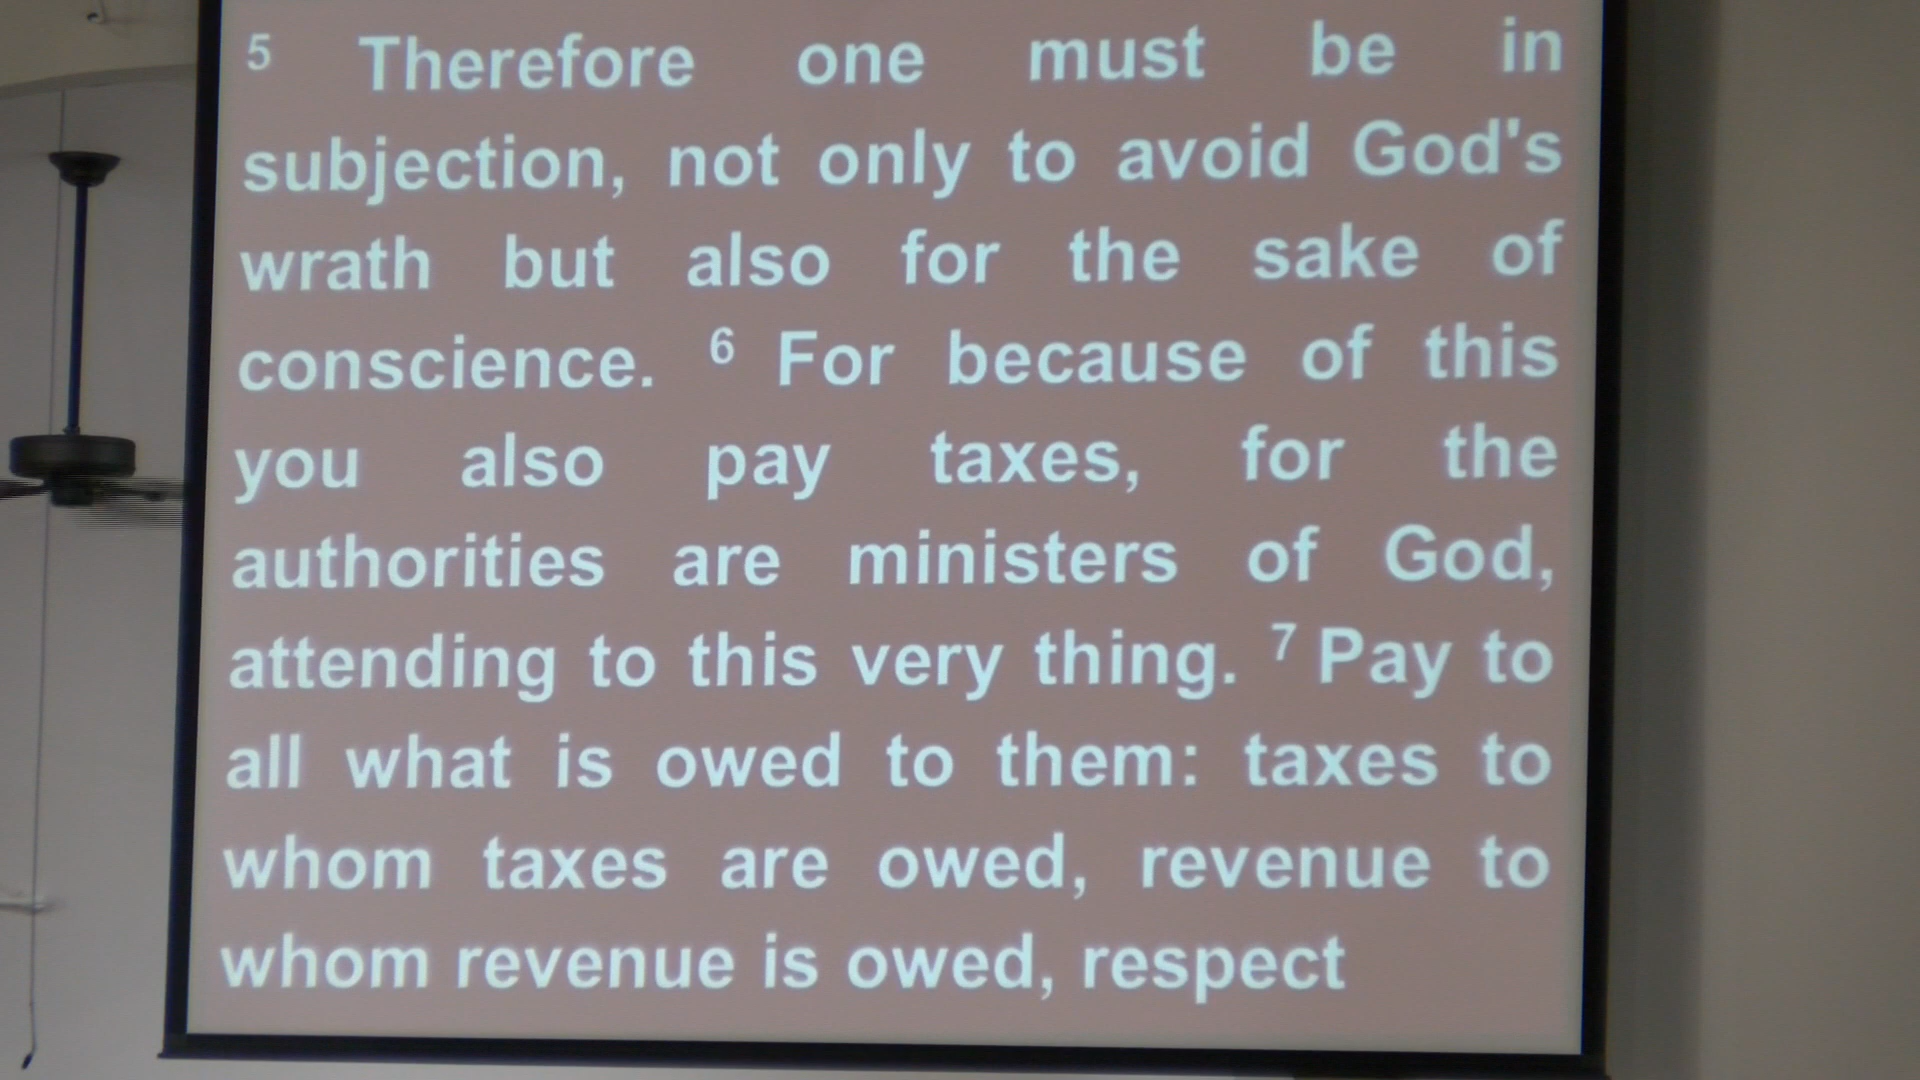 5 Therefore one must be in
subjection, not only to avoid God's
wrath but also for the sake of
conscience. 6 For because of this
you also pay taxes, for the
authorities are ministers of God,
attending to this very thing. 7 Pay to
all what is owed to them: taxes to
whom taxes are owed, revenue to
whom revenue is owed, respect